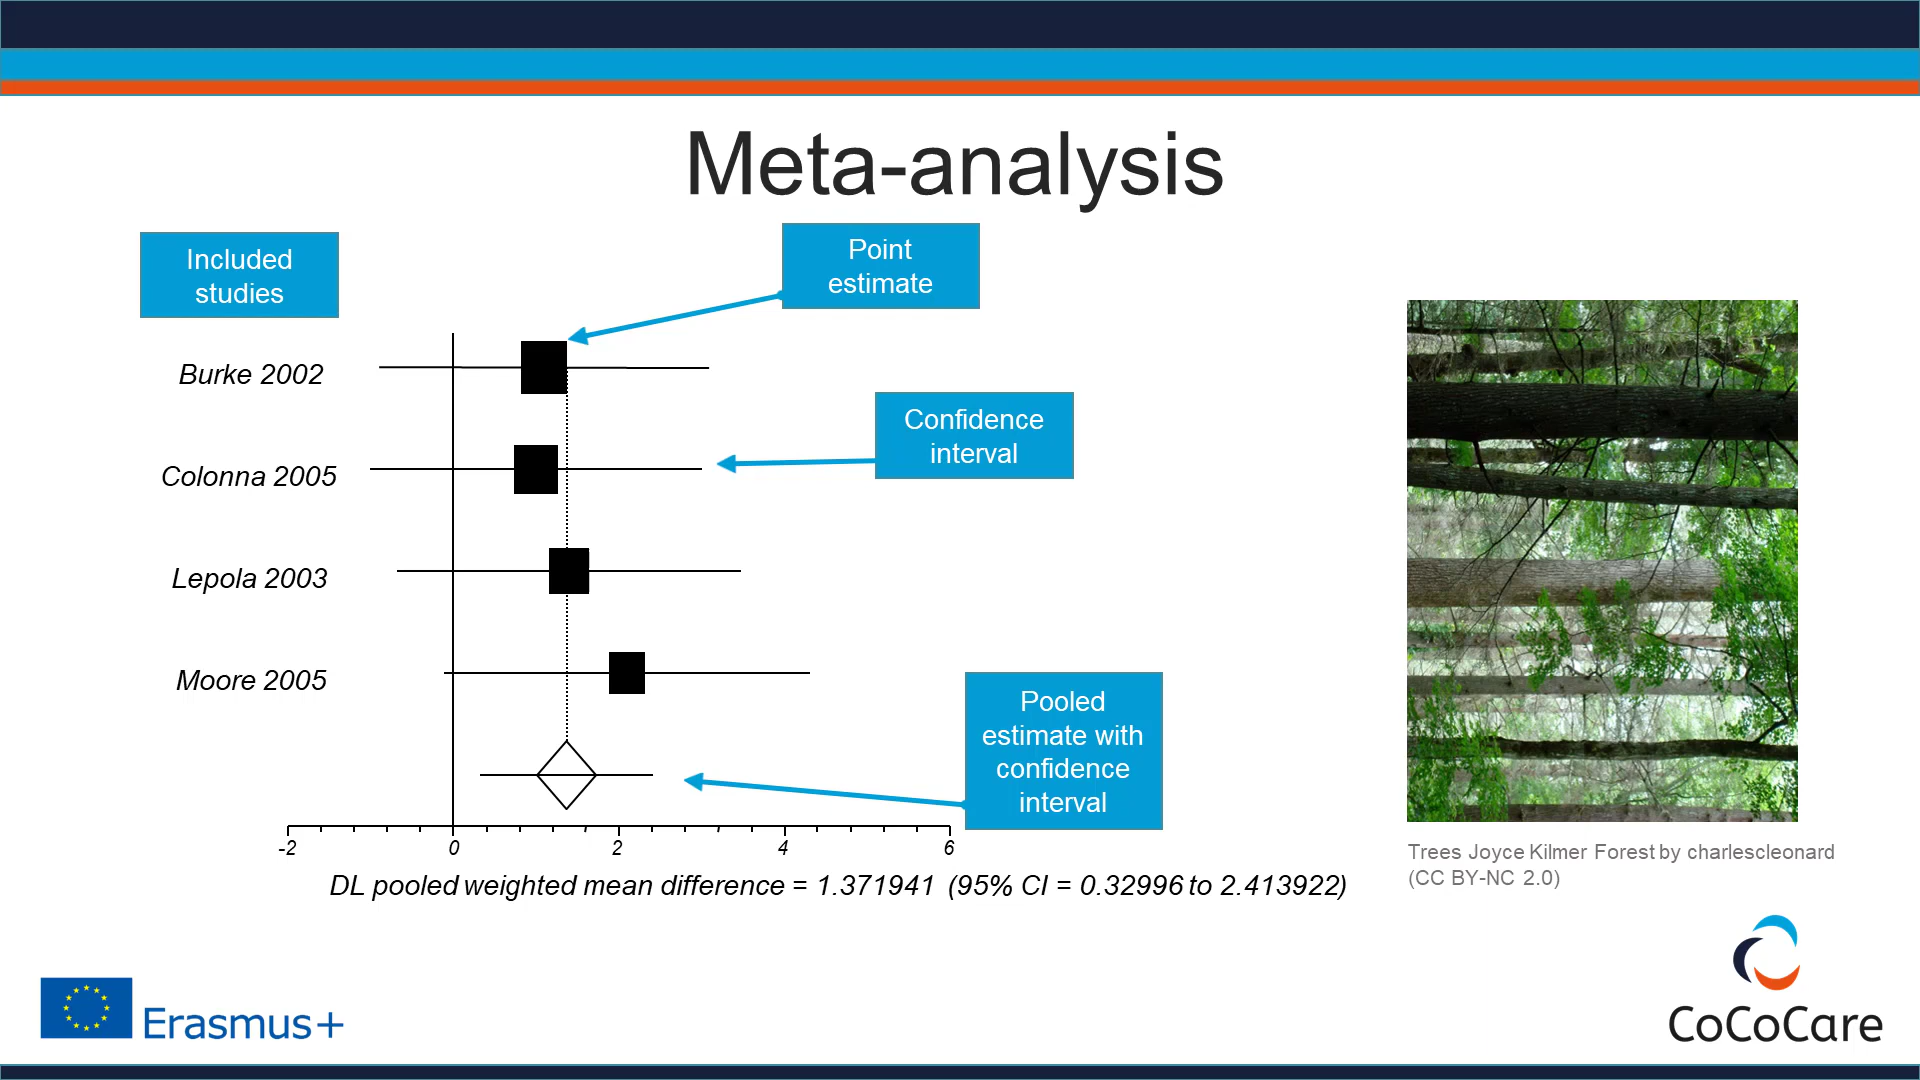 Meta-analysis
Included
studies
Point
estimate
Burke 2002
Confidence
interval
Colonna 2005
Lepola 2003
Moore 2005
Pooled
estimate with
confidence
interval
-2 0 2 4 6
DL pooled weighted mean difference = 1.371941 (95% CI = 0.32996 to 2.413922)
Trees Joyce Kilmer Forest by charlescleonard
(CC BY-NC 2.0)
Erasmus+
CoCoCare